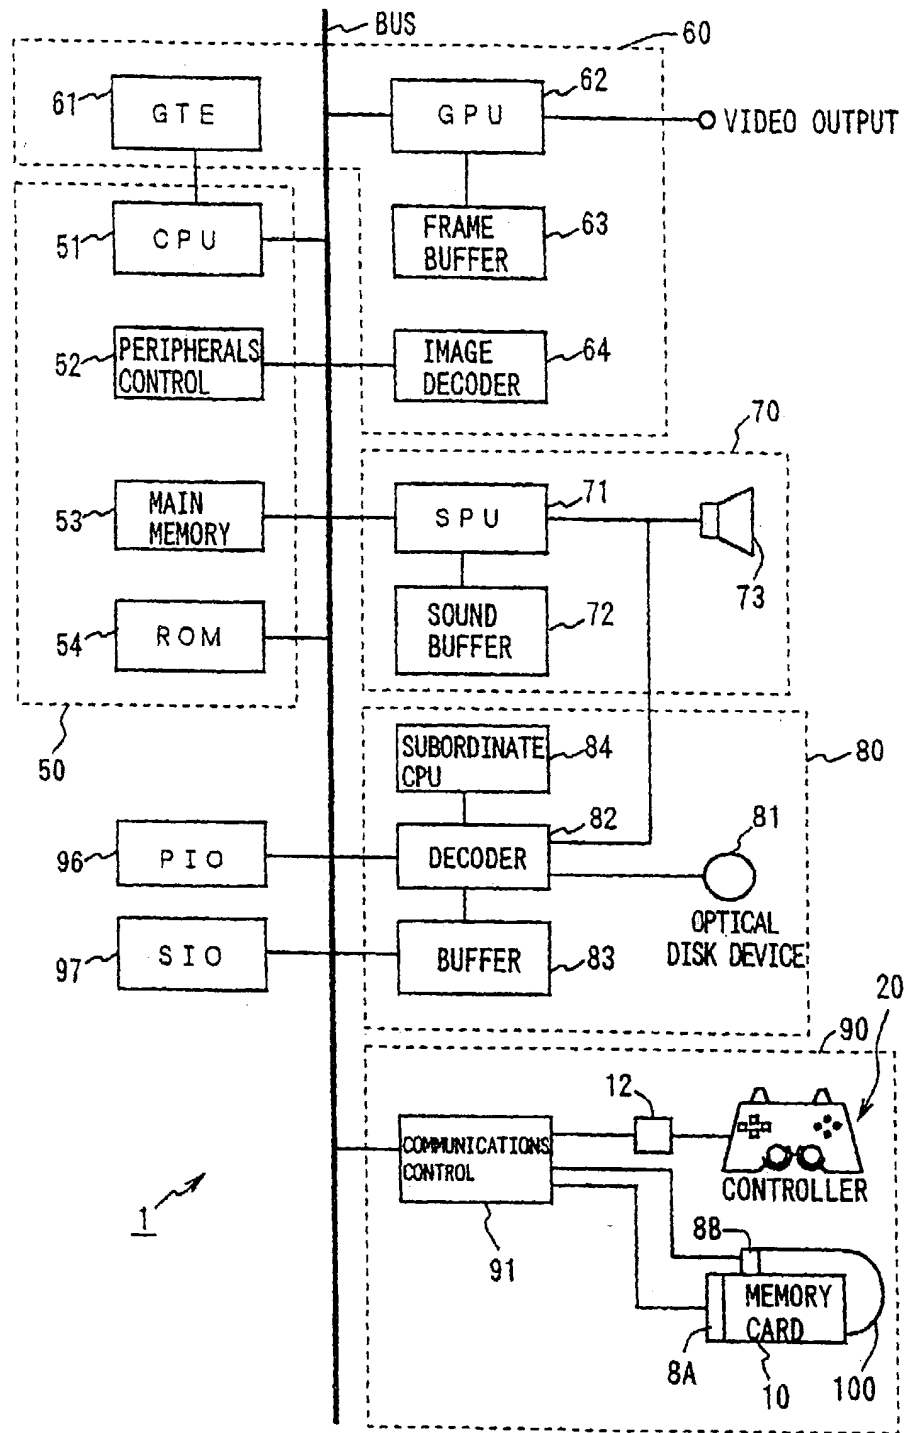 BUS
60
61
GTE
62
GPU
VIDEO OUTPUT
51
CPU
63
FRAME
BUFFER
52
PERIPHERALS
CONTROL
64
IMAGE
DECODER
70
53
MAIN
MEMORY
71
SPU
73
54
ROM
72
SOUND
BUFFER
50
80
84
SUBORDINATE
CPU
82
81
96
PIO
DECODER
OPTICAL
DISK DEVICE
97
SIO
83
BUFFER
20
90
12
COMMUNICATIONS
CONTROL
CONTROLLER
1
91
8B
MEMORY
CARD
8A
10
100